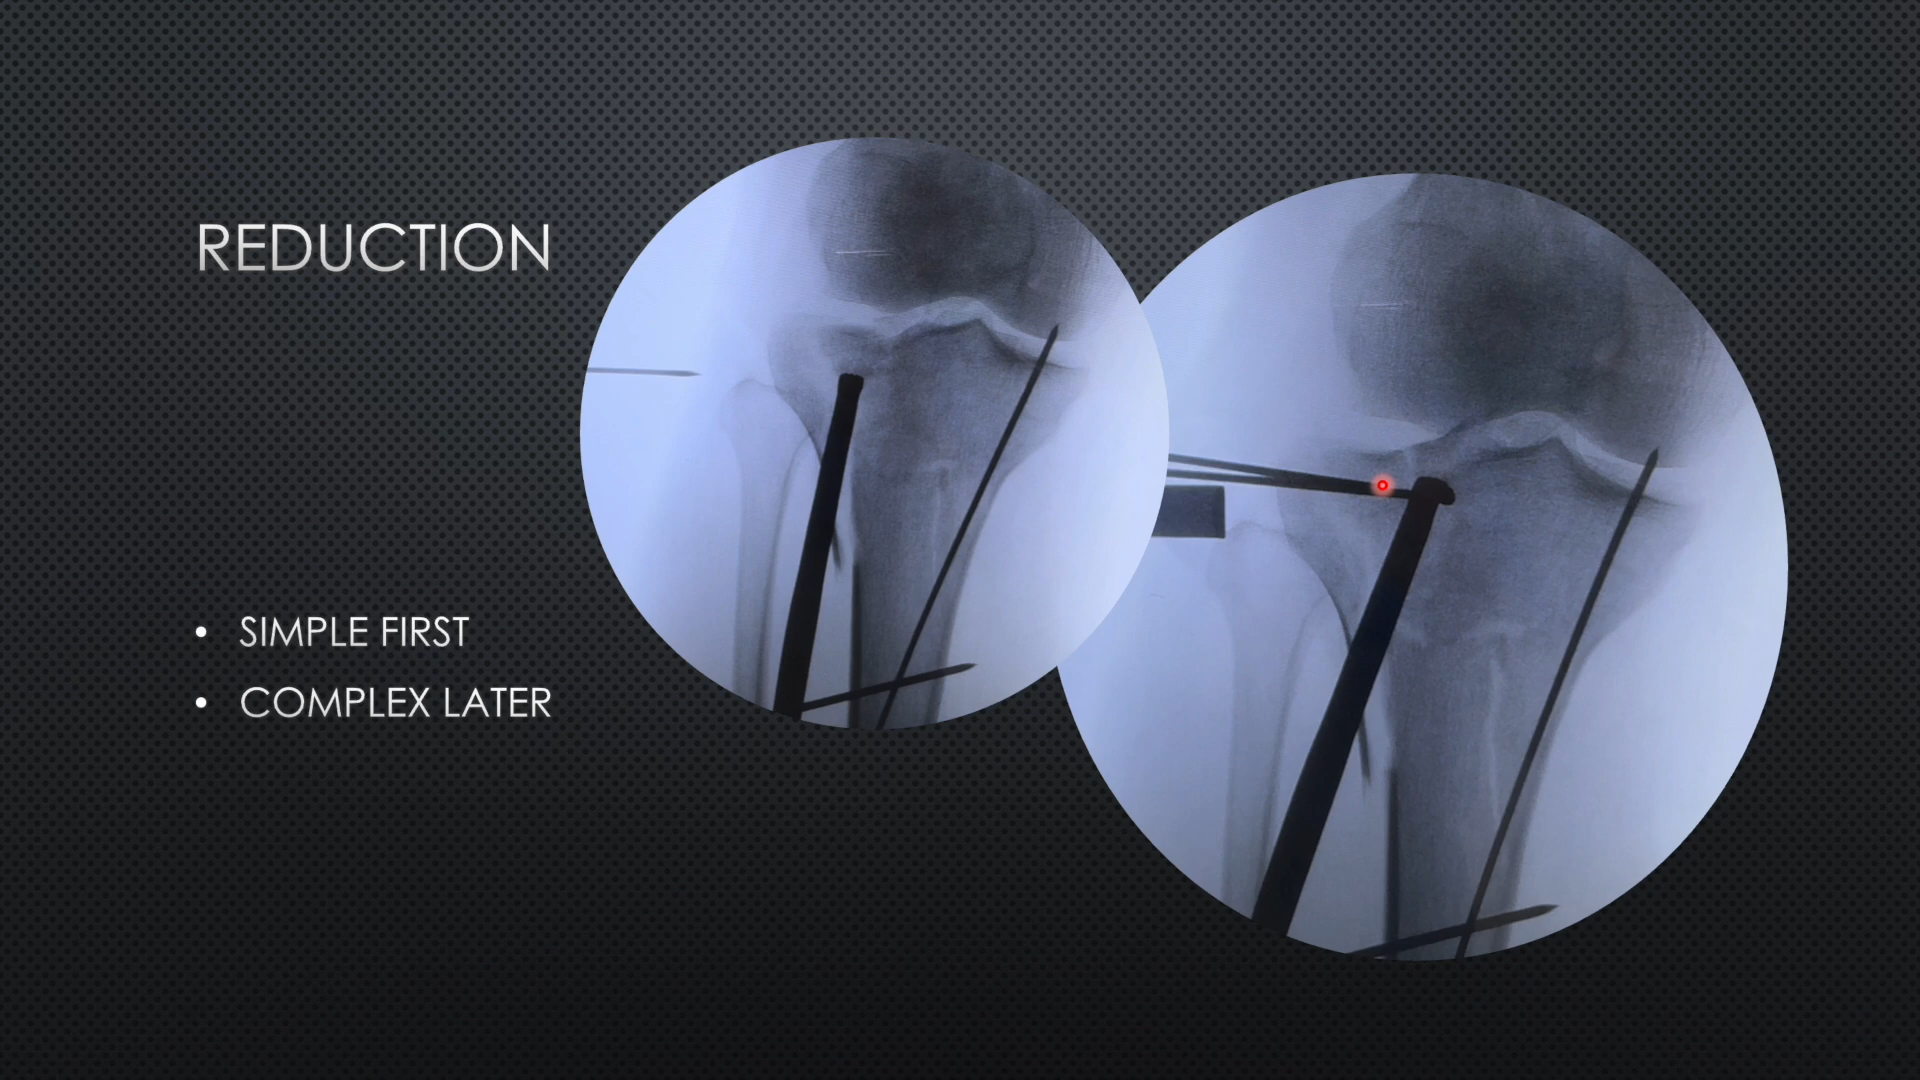 REDUCTION
• SIMPLE FIRST
• COMPLEX LATER